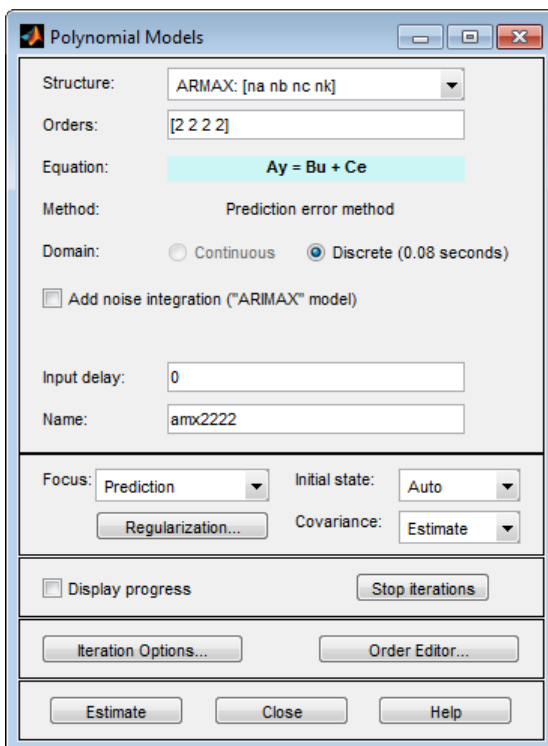 Polynomial Models
Structure: ARMAX: [na nb nc nk]
Orders: [2 2 2 2]
Equation: Ay = Bu + Ce
Method: Prediction error method
Domain: Continuous Discrete (0.08 seconds)
Add noise integration ("ARIMAX" model)
Input delay: 0
Name: amx2222
Focus: Prediction Initial state: Auto
Regularization... Covariance: Estimate
Display progress Stop iterations
Iteration Options... Order Editor...
Estimate Close Help